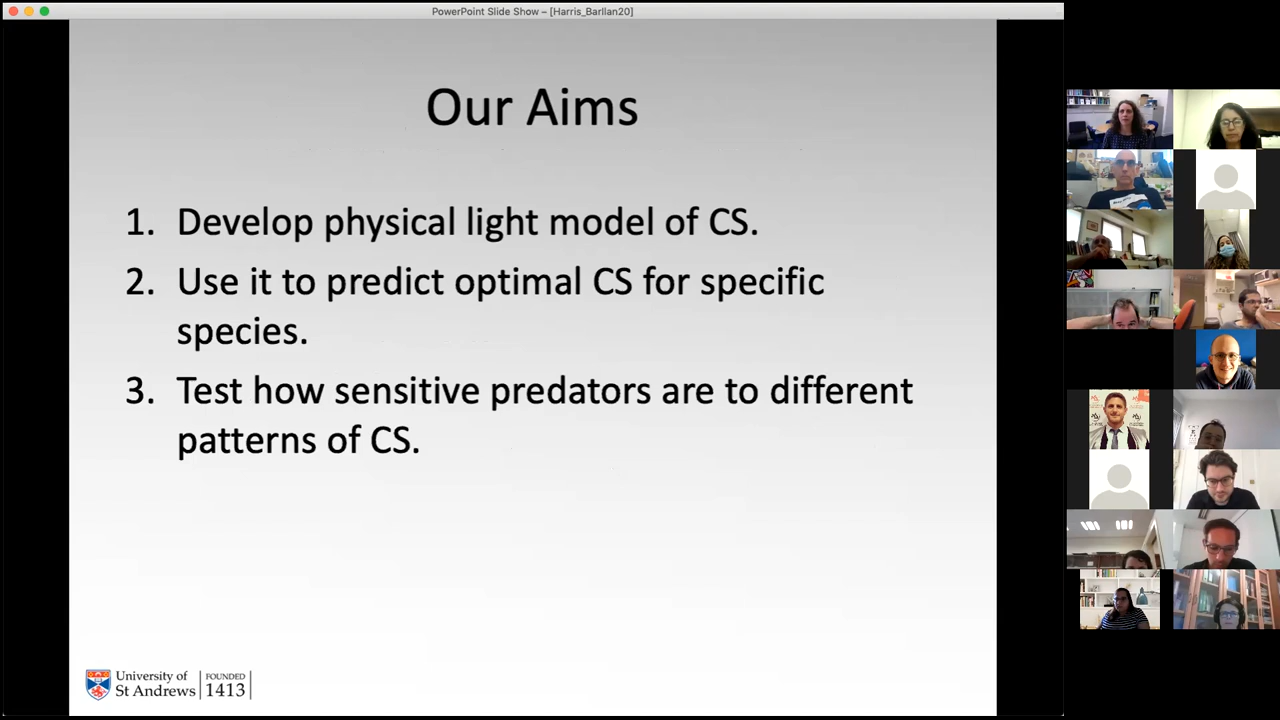 PowerPoint Slide Show – [Harris_BarIlan20]
Our Aims
1. Develop physical light model of CS.
2. Use it to predict optimal CS for specific
species.
3. Test how sensitive predators are to different
patterns of CS.
University of
St Andrews
FOUNDED
1413